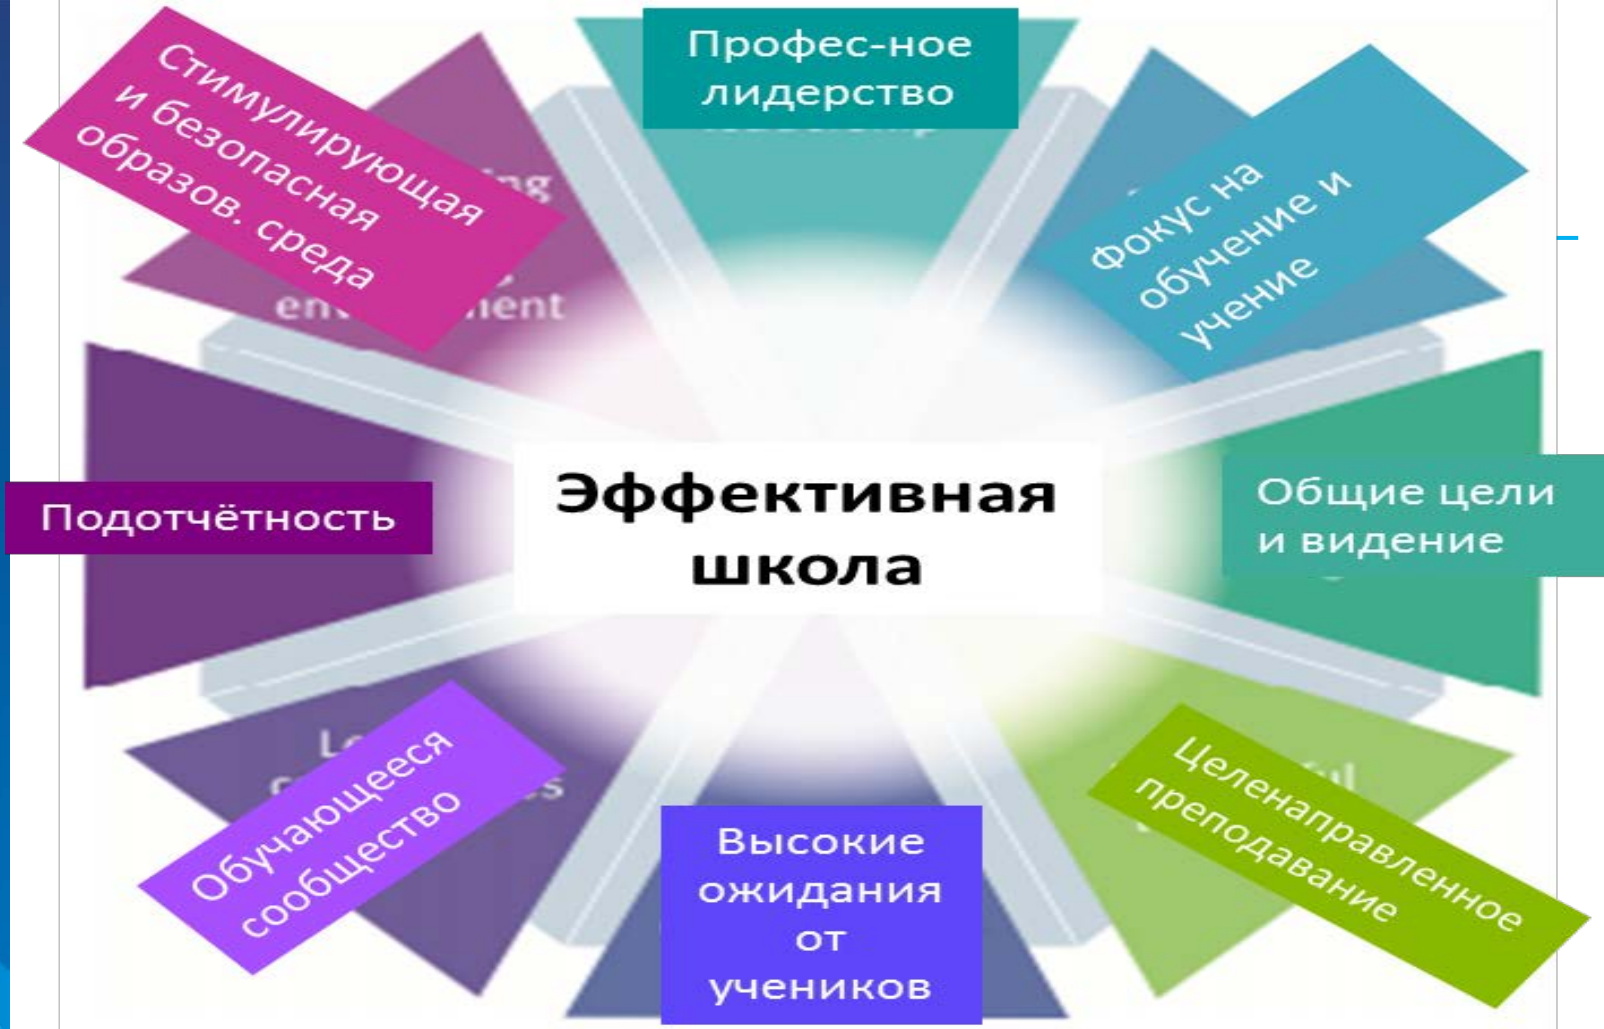 Профес-ное
лидерство
Стимулирующая
и безопасная
образов. среда
Фокус на
обучение и
учение
Эффективная
школа
Подотчётность
Общие цели
и видение
Обучающееся
сообщество
Высокие
ожидания
от
учеников
Целенаправленное
преподавание